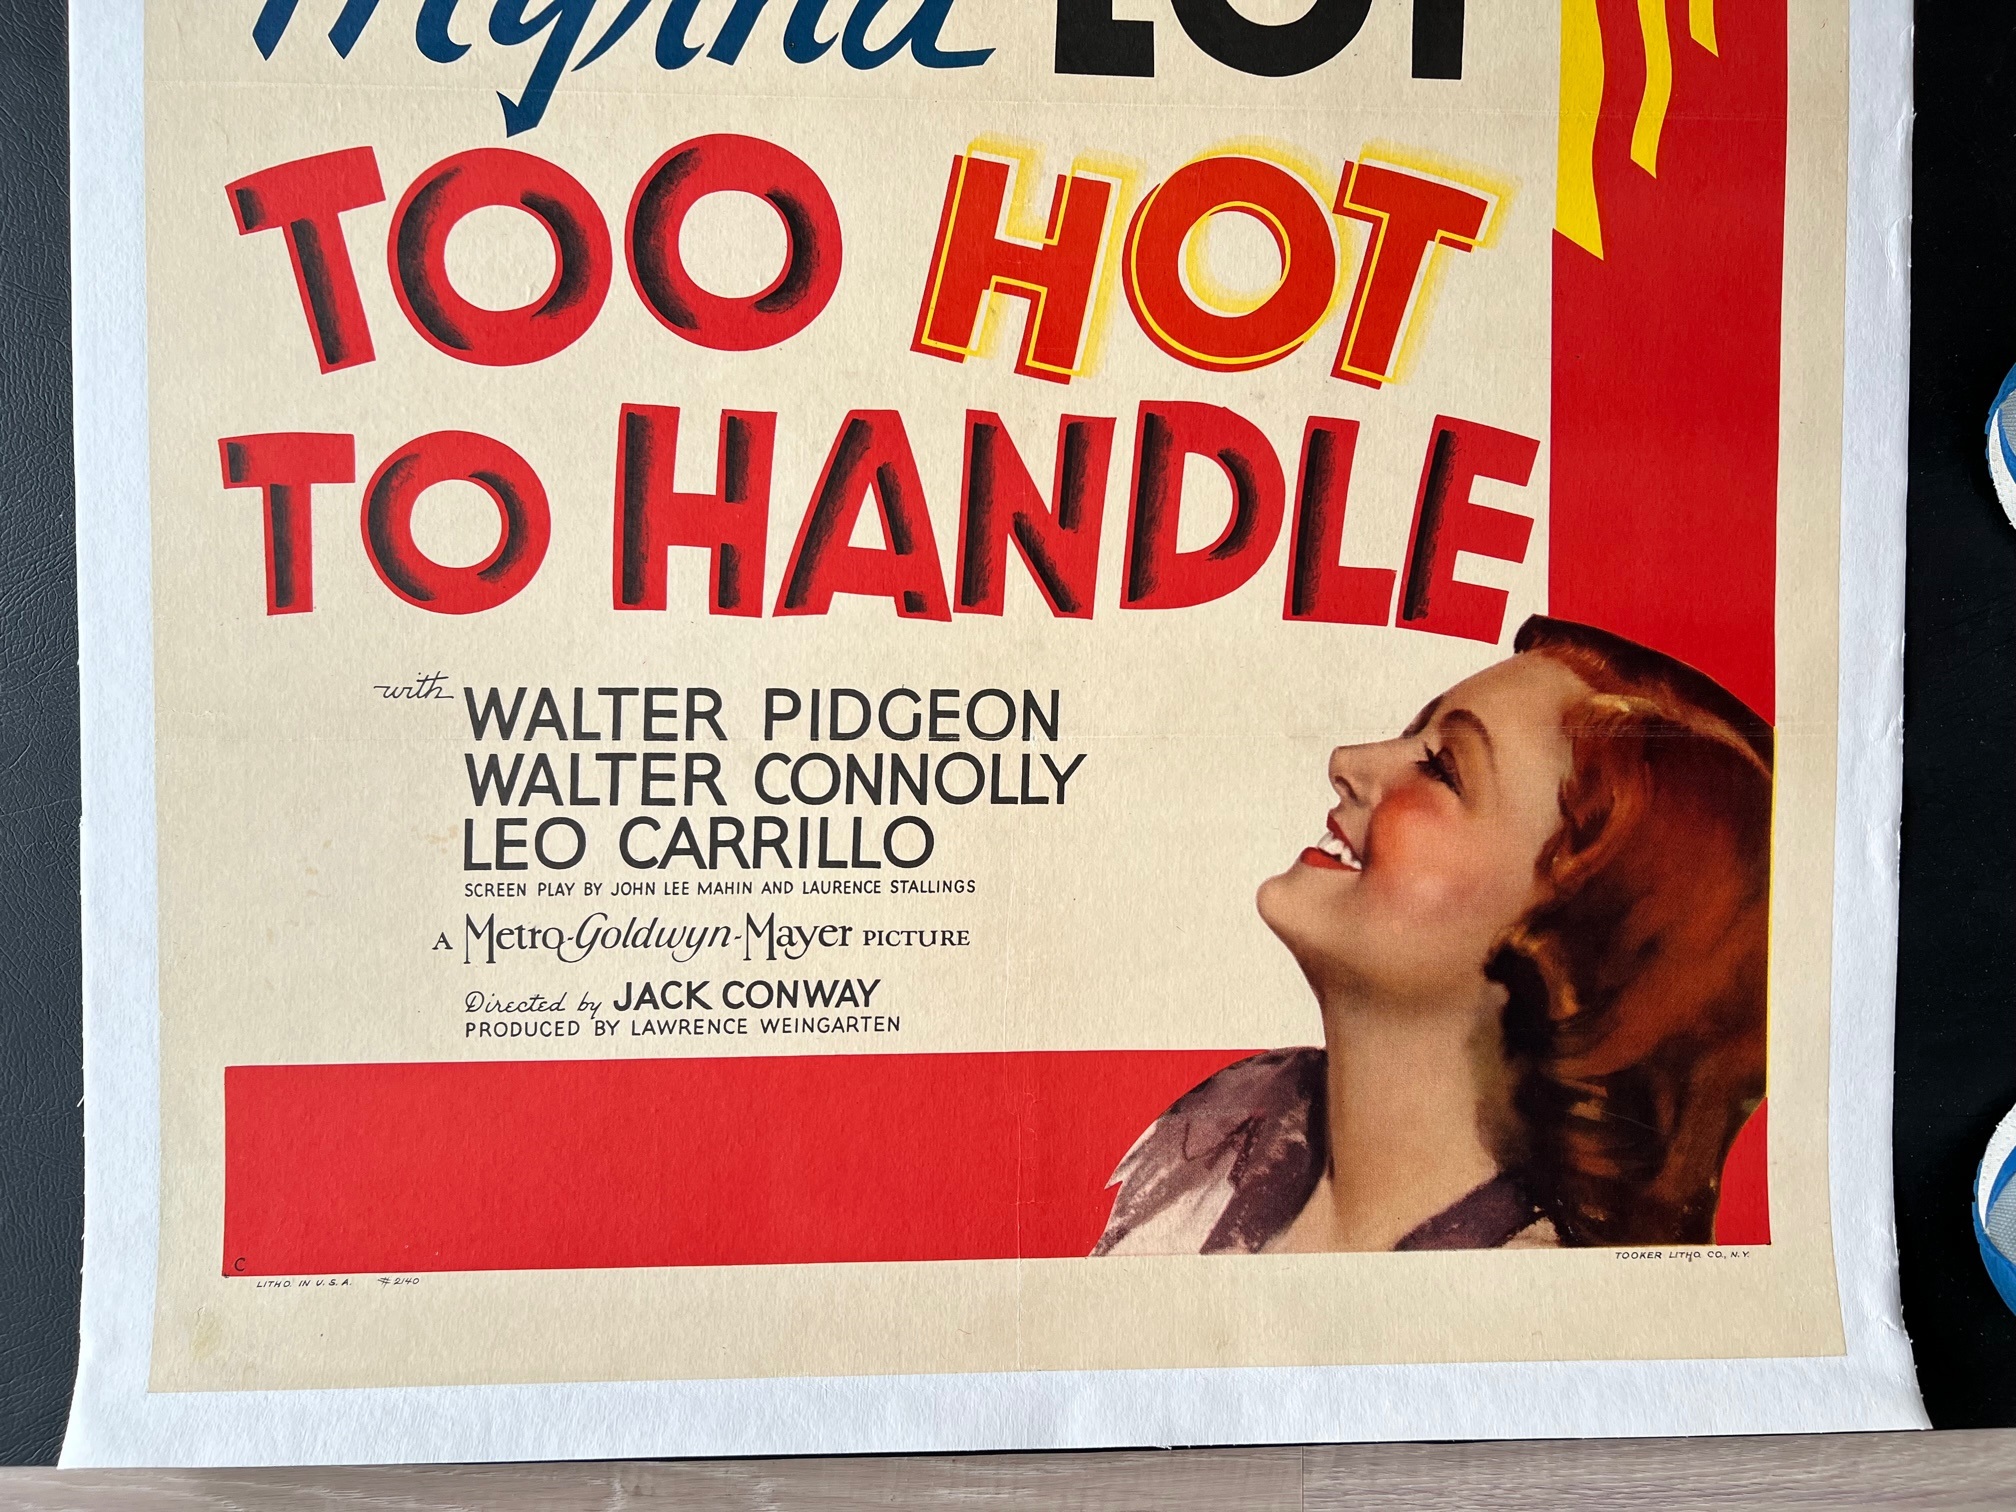 Myrna LOY
TOO HOT
TO HANDLE
with WALTER PIDGEON
WALTER CONNOLLY
LEO CARRILLO
SCREEN PLAY BY JOHN LEE MAHIN AND LAURENCE STALLINGS
A Metro-Goldwyn-Mayer PICTURE
Directed by JACK CONWAY
PRODUCED BY LAWRENCE WEINGARTEN
C
LITHO. IN U.S.A. #2140
TOOKER LITHO. CO., N.Y.